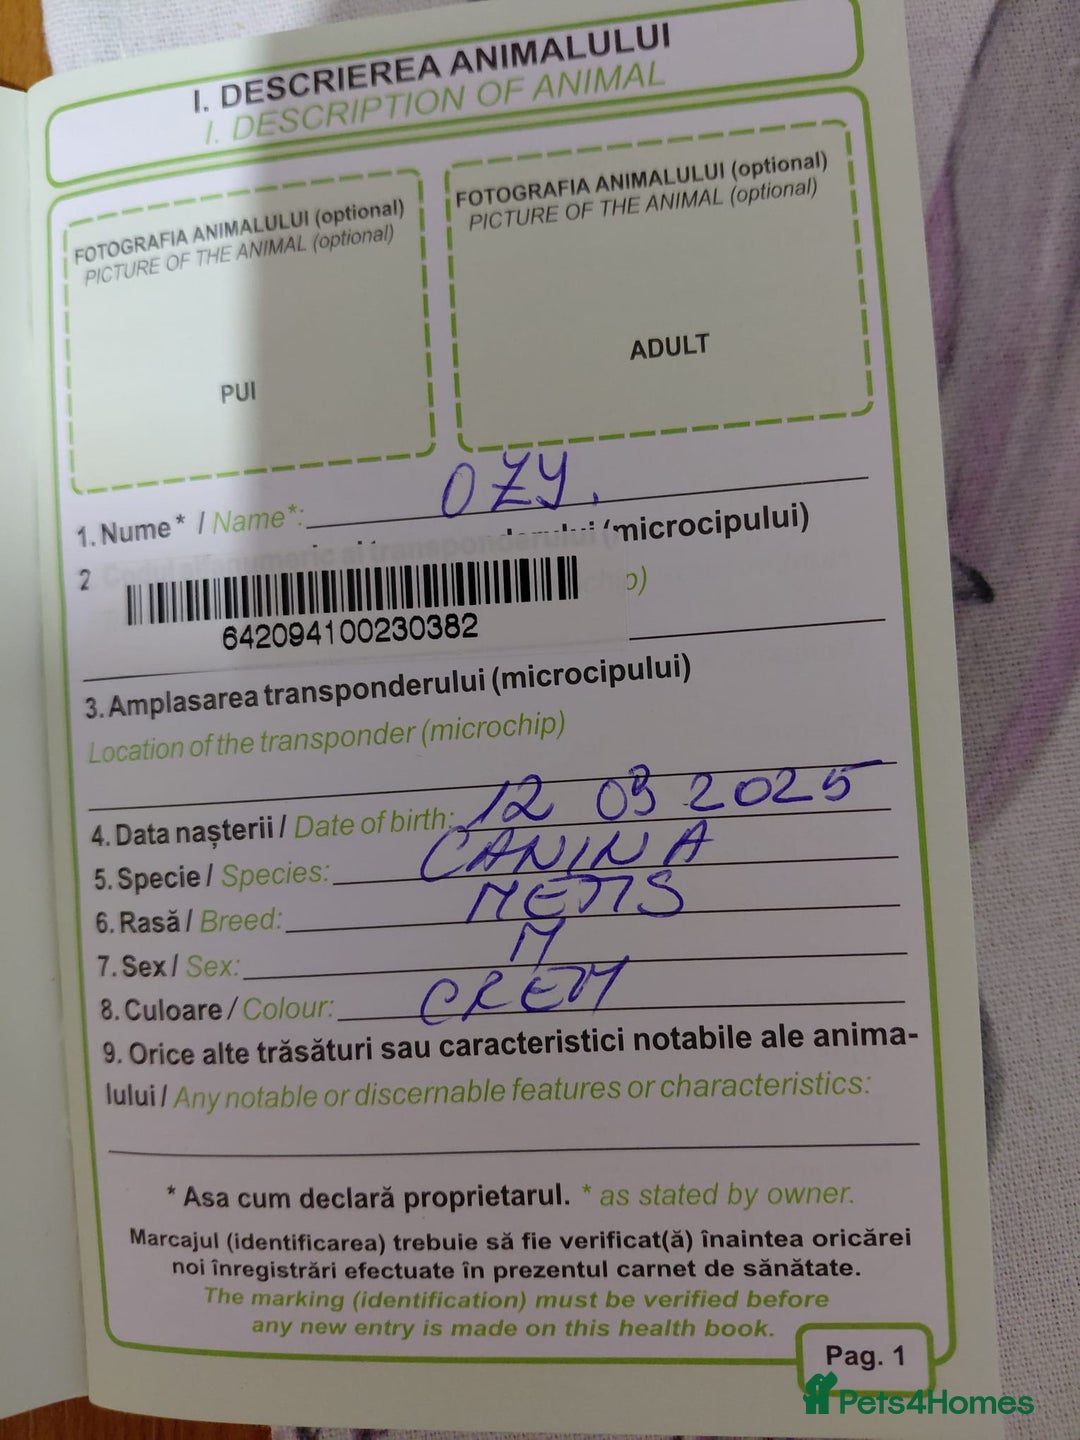 I. DESCRIEREA ANIMALULUI
I. DESCRIPTION OF ANIMAL
FOTOGRAFIA ANIMALULUI (optional)
PICTURE OF THE ANIMAL (optional)
PUI
FOTOGRAFIA ANIMALULUI (optional)
PICTURE OF THE ANIMAL (optional)
ADULT
1. Nume* / Name*: OZY.
2 Codul alfanumeric al transponderului (microcipului)
642094100230382
3. Amplasarea transponderului (microcipului)
Location of the transponder (microchip)
4. Data nașterii / Date of birth: 12 09 2025
5. Specie / Species: CANINA
6. Rasă / Breed: METIS
7. Sex / Sex: M
8. Culoare / Colour: CREM
9. Orice alte trăsături sau caracteristici notabile ale anima-
lului / Any notable or discernable features or characteristics:
* Asa cum declară proprietarul. * as stated by owner.
Marcajul (identificarea) trebuie să fie verificat(ă) înaintea oricărei
noi înregistrări efectuate în prezentul carnet de sănătate.
The marking (identification) must be verified before
any new entry is made on this health book.
Pag. 1
Pets4Homes